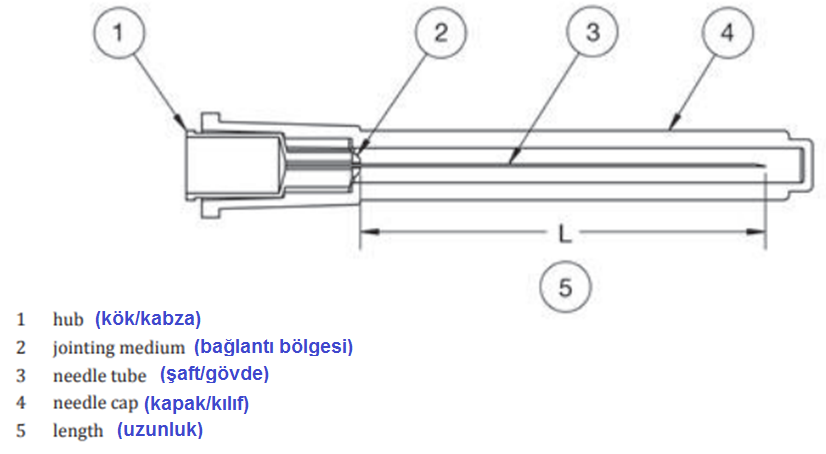 1 2 3 4
L
5
1 hub (kök/kabza)
2 jointing medium (bağlantı bölgesi)
3 needle tube (şaft/gövde)
4 needle cap (kapak/kılıf)
5 length (uzunluk)